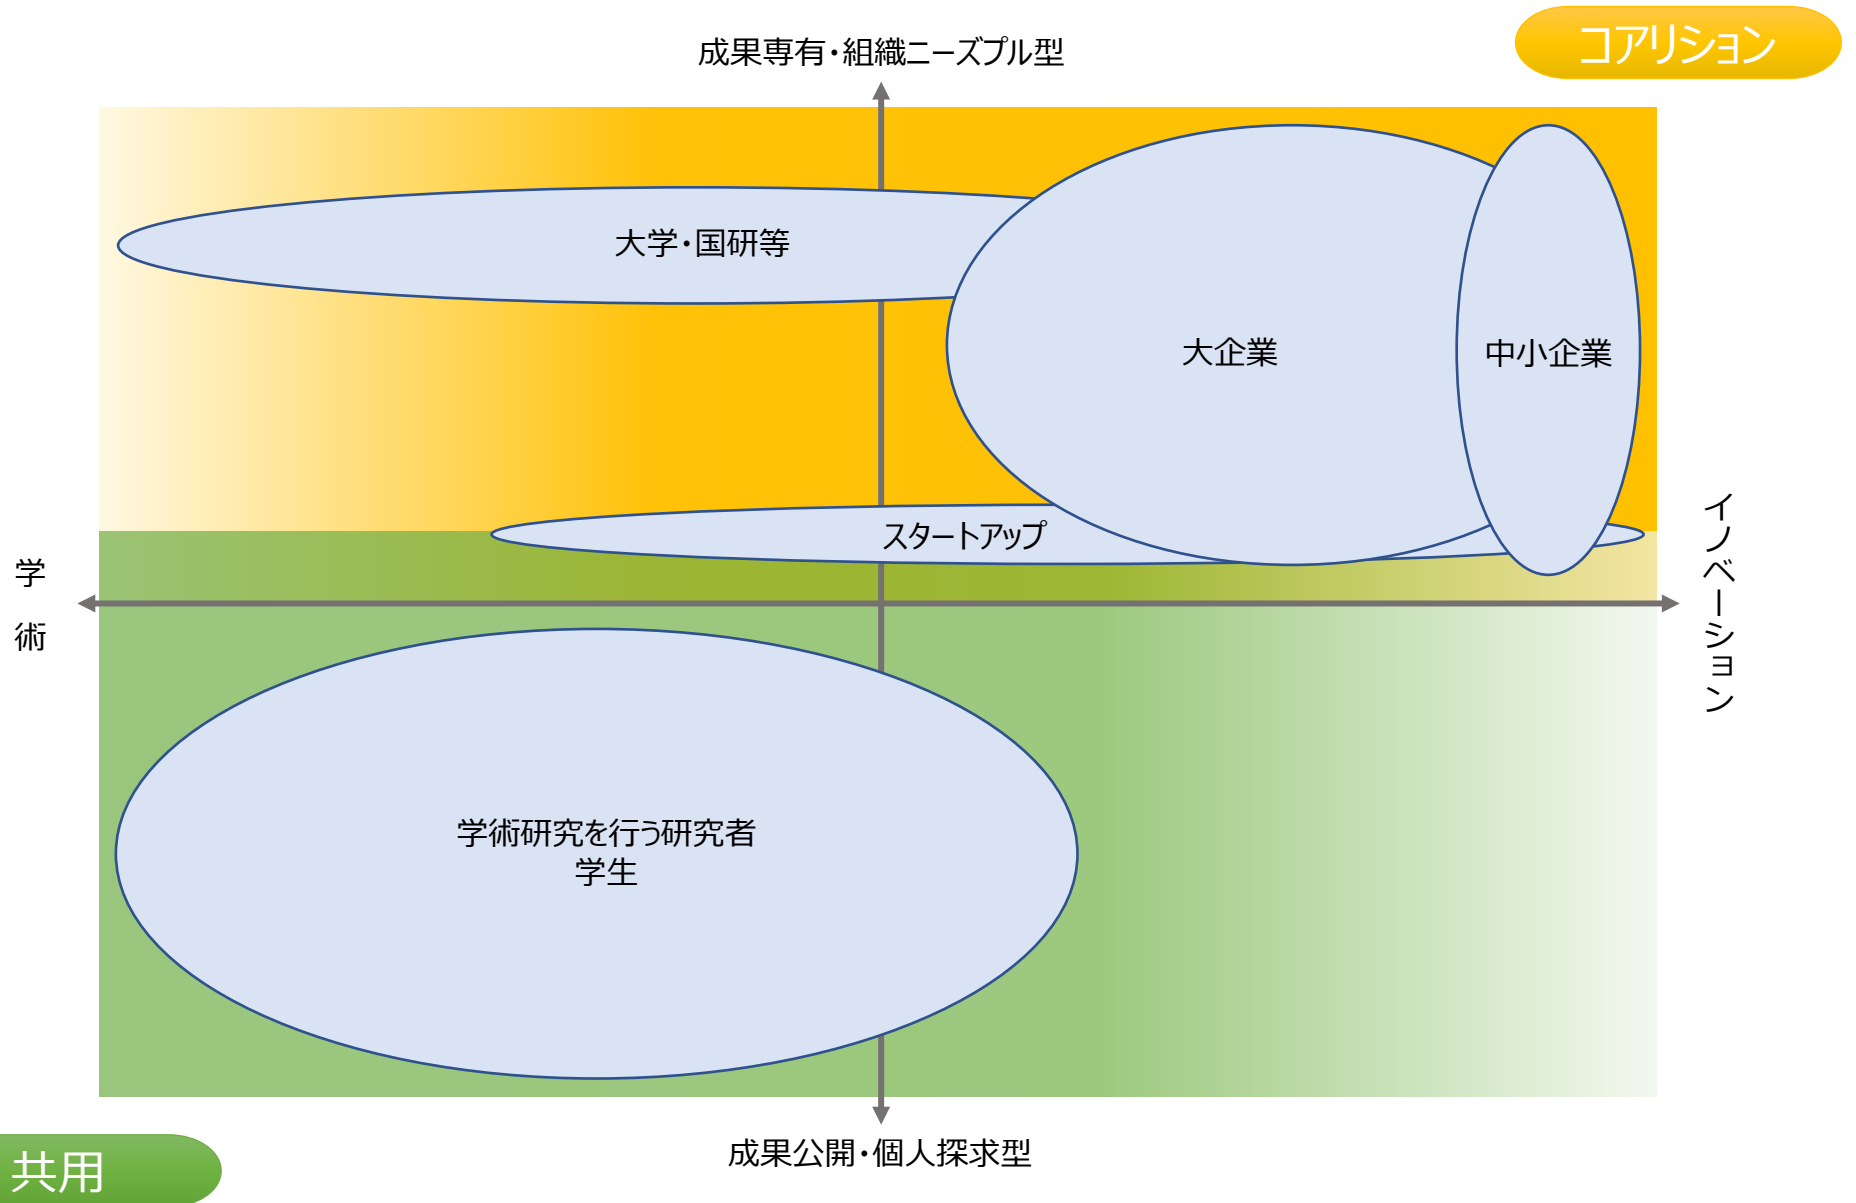 コアリション
成果専有・組織ニーズプル型
大学・国研等
大企業
中小企業
スタートアップ
学術
イノベーション
学術研究を行う研究者
学生
成果公開・個人探求型
共用